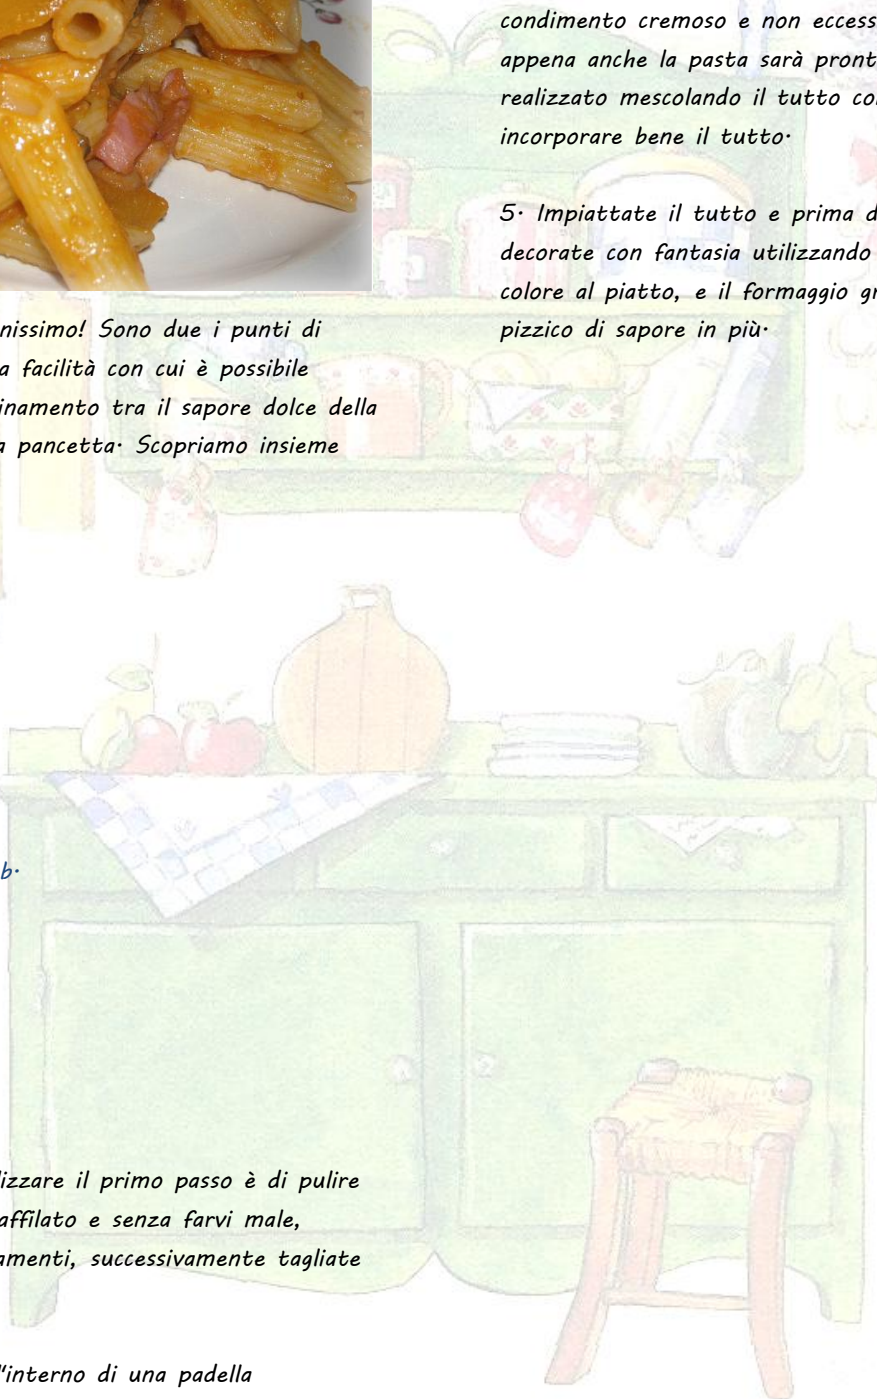 nissimo! Sono due i punti di
a facilità con cui è possibile
inamento tra il sapore dolce della
a pancetta· Scopriamo insieme
b·
lizzare il primo passo è di pulire
affilato e senza farvi male,
amenti, successivamente tagliate
l'interno di una padella
condimento cremoso e non eccess
appena anche la pasta sarà pront
realizzato mescolando il tutto co
incorporare bene il tutto·
5· Impiattate il tutto e prima d
decorate con fantasia utilizzando
colore al piatto, e il formaggio gr
pizzico di sapore in più·